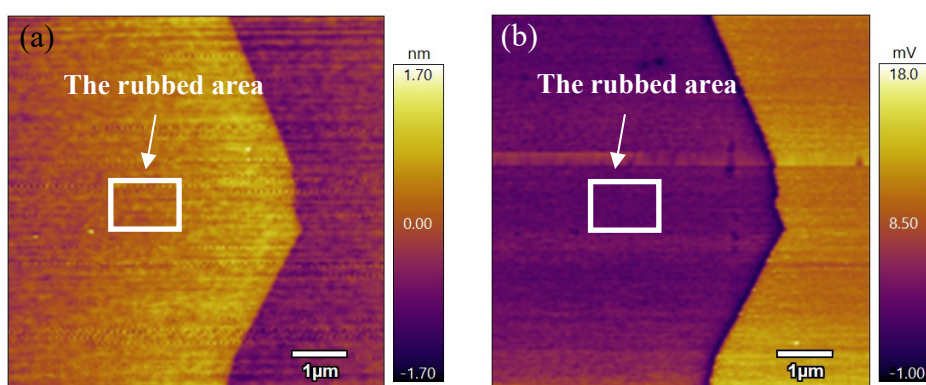 (a)
The rubbed area
1μm
nm
1.70
0.00
-1.70
(b)
The rubbed area
1μm
mV
18.0
8.50
-1.00